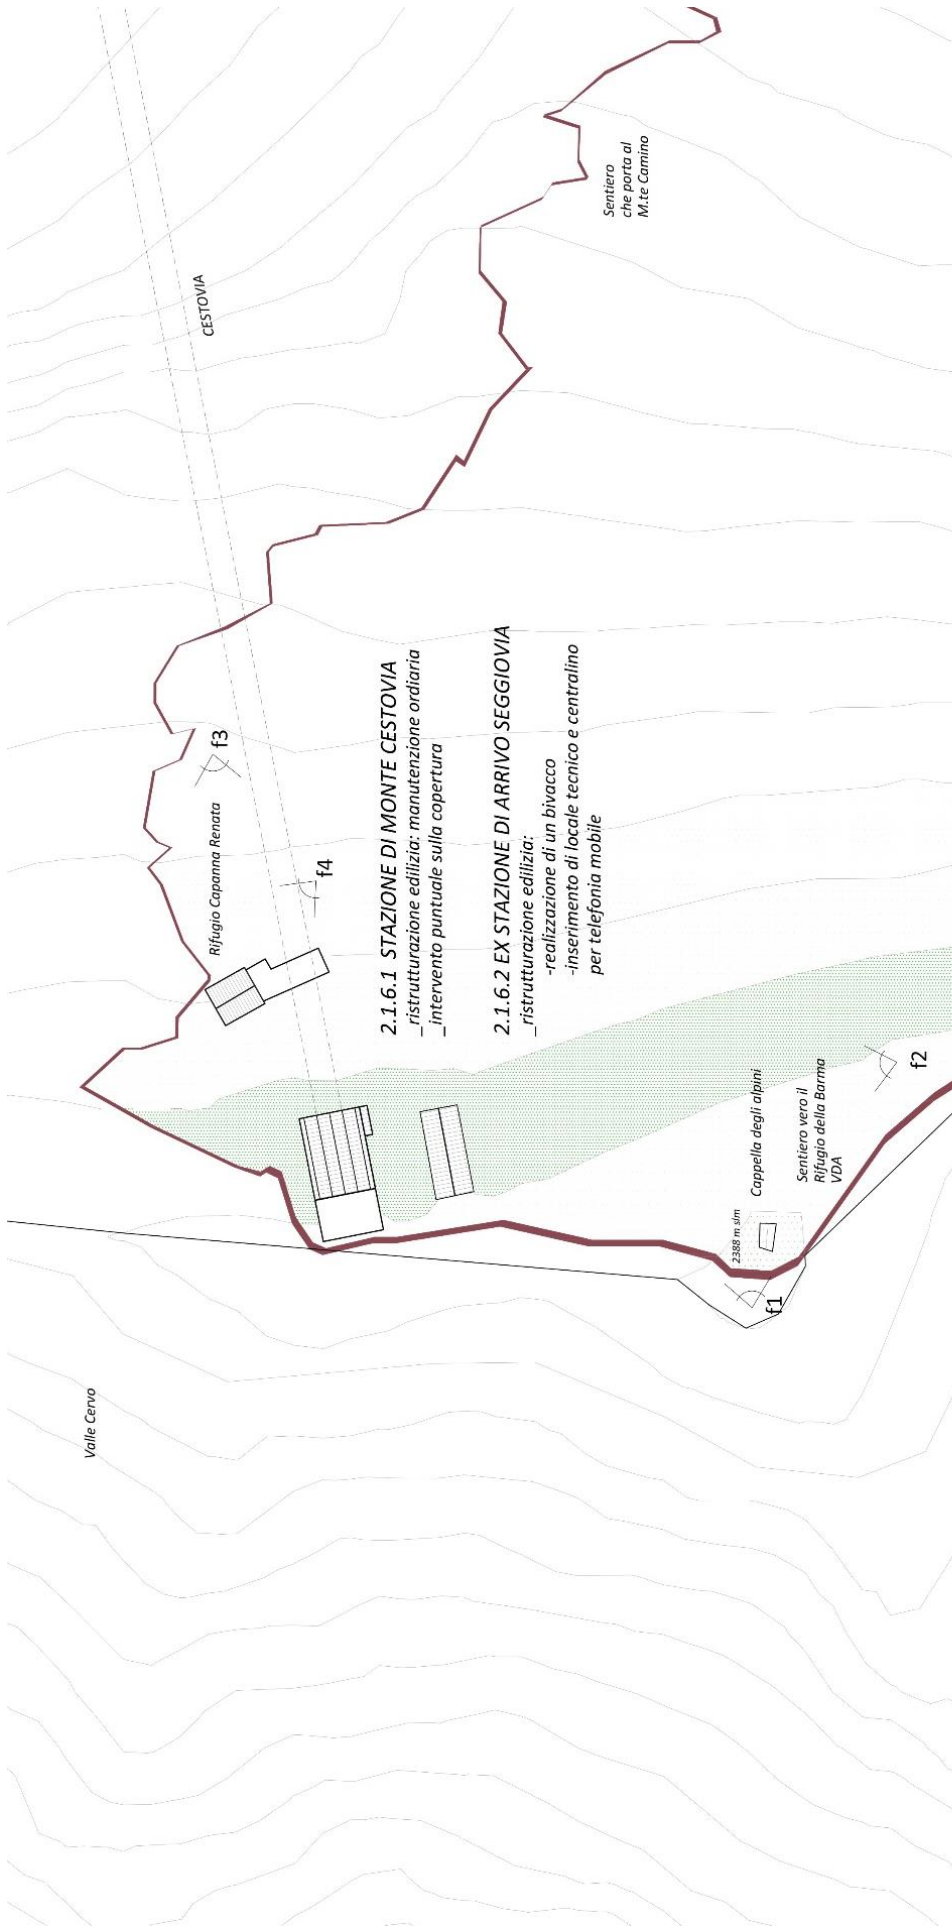 Valle Cervo
CESTOVIA
Sentiero
che porta al
M.te Camino
f3
Rifugio Capanna Renata
f4
2.1.6.1 STAZIONE DI MONTE CESTOVIA
_ristrutturazione edilizia: manutenzione ordiaria
_intervento puntuale sulla copertura
2.1.6.2 EX STAZIONE DI ARRIVO SEGGIOVIA
_ristrutturazione edilizia:
-realizzazione di un bivacco
-inserimento di locale tecnico e centralino
per telefonia mobile
2388 m slm
Cappella degli alpini
Sentiero vero il
Rifugio della Barma
VDA
f1
f2